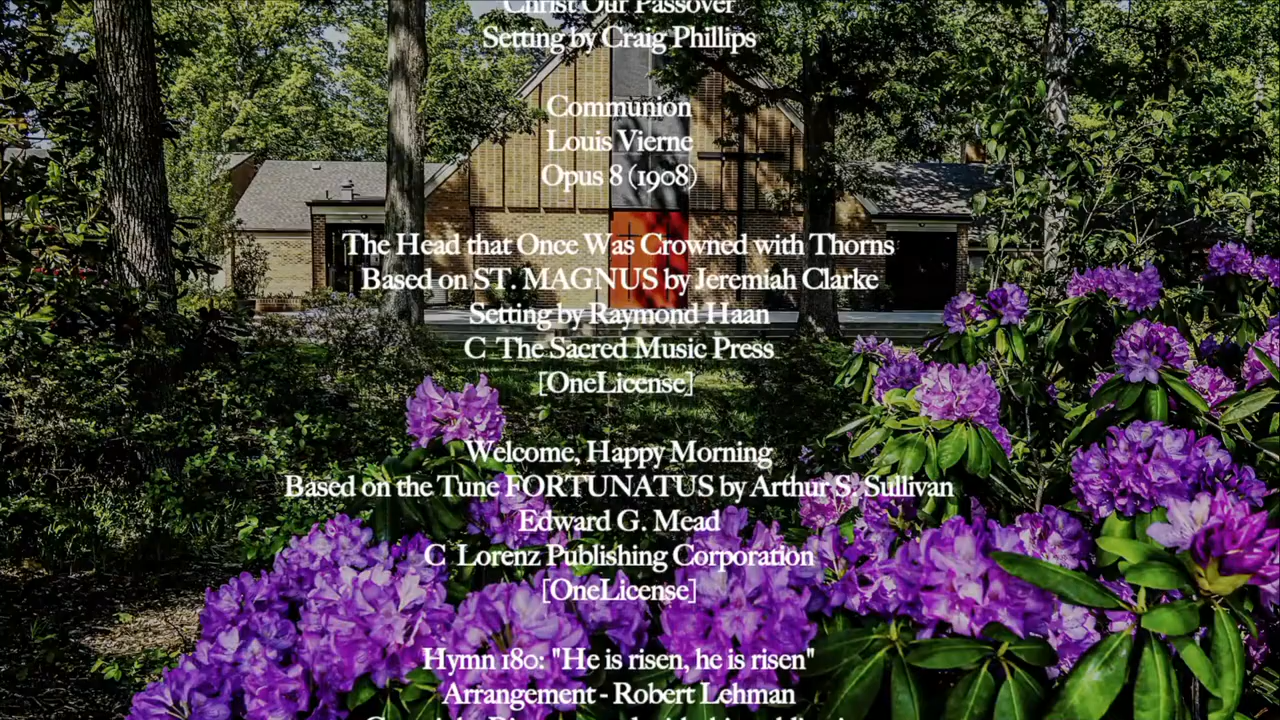 Christ Our Passover
Setting by Craig Phillips
Communion
Louis Vierne
Opus 8 (1908)
The Head that Once Was Crowned with Thorns
Based on ST. MAGNUS by Jeremiah Clarke
Setting by Raymond Haan
C The Sacred Music Press
[OneLicense]
Welcome, Happy Morning
Based on the Tune FORTUNATUS by Arthur S. Sullivan
Edward G. Mead
C Lorenz Publishing Corporation
[OneLicense]
Hymn 180: "He is risen, he is risen"
Arrangement - Robert Lehman